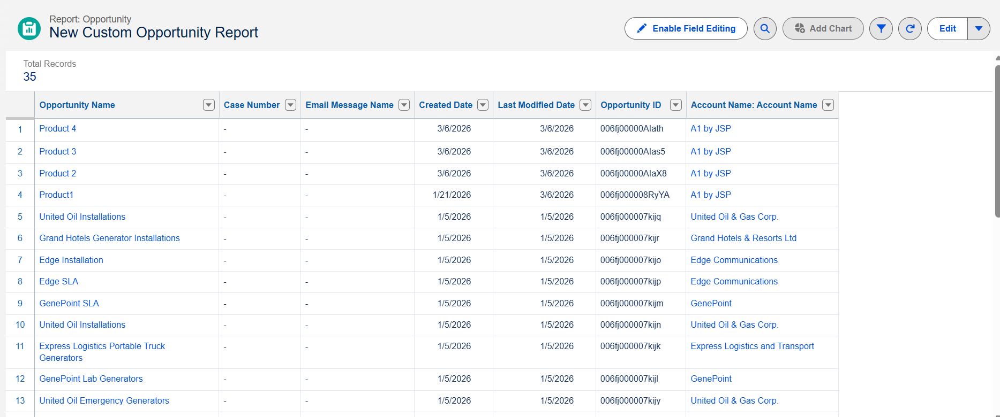 Report: Opportunity
New Custom Opportunity Report
Enable Field Editing
Add Chart
Edit
Total Records
35
Opportunity Name Case Number Email Message Name Created Date Last Modified Date Opportunity ID Account Name: Account Name
1 Product 4 - - 3/6/2026 3/6/2026 006fj00000Alath A1 by JSP
2 Product 3 - - 3/6/2026 3/6/2026 006fj00000Alas5 A1 by JSP
3 Product 2 - - 3/6/2026 3/6/2026 006fj00000AlaX8 A1 by JSP
4 Product1 - - 1/21/2026 3/6/2026 006fj000008RyYA A1 by JSP
5 United Oil Installations - - 1/5/2026 1/5/2026 006fj000007kijq United Oil & Gas Corp.
6 Grand Hotels Generator Installations - - 1/5/2026 1/5/2026 006fj000007kijr Grand Hotels & Resorts Ltd
7 Edge Installation - - 1/5/2026 1/5/2026 006fj000007kijo Edge Communications
8 Edge SLA - - 1/5/2026 1/5/2026 006fj000007kijp Edge Communications
9 GenePoint SLA - - 1/5/2026 1/5/2026 006fj000007kijm GenePoint
10 United Oil Installations - - 1/5/2026 1/5/2026 006fj000007kijn United Oil & Gas Corp.
11 Express Logistics Portable Truck - - 1/5/2026 1/5/2026 006fj000007kijk Express Logistics and Transport
Generators
12 GenePoint Lab Generators - - 1/5/2026 1/5/2026 006fj000007kijl GenePoint
13 United Oil Emergency Generators - - 1/5/2026 1/5/2026 006fj000007kijy United Oil & Gas Corp.